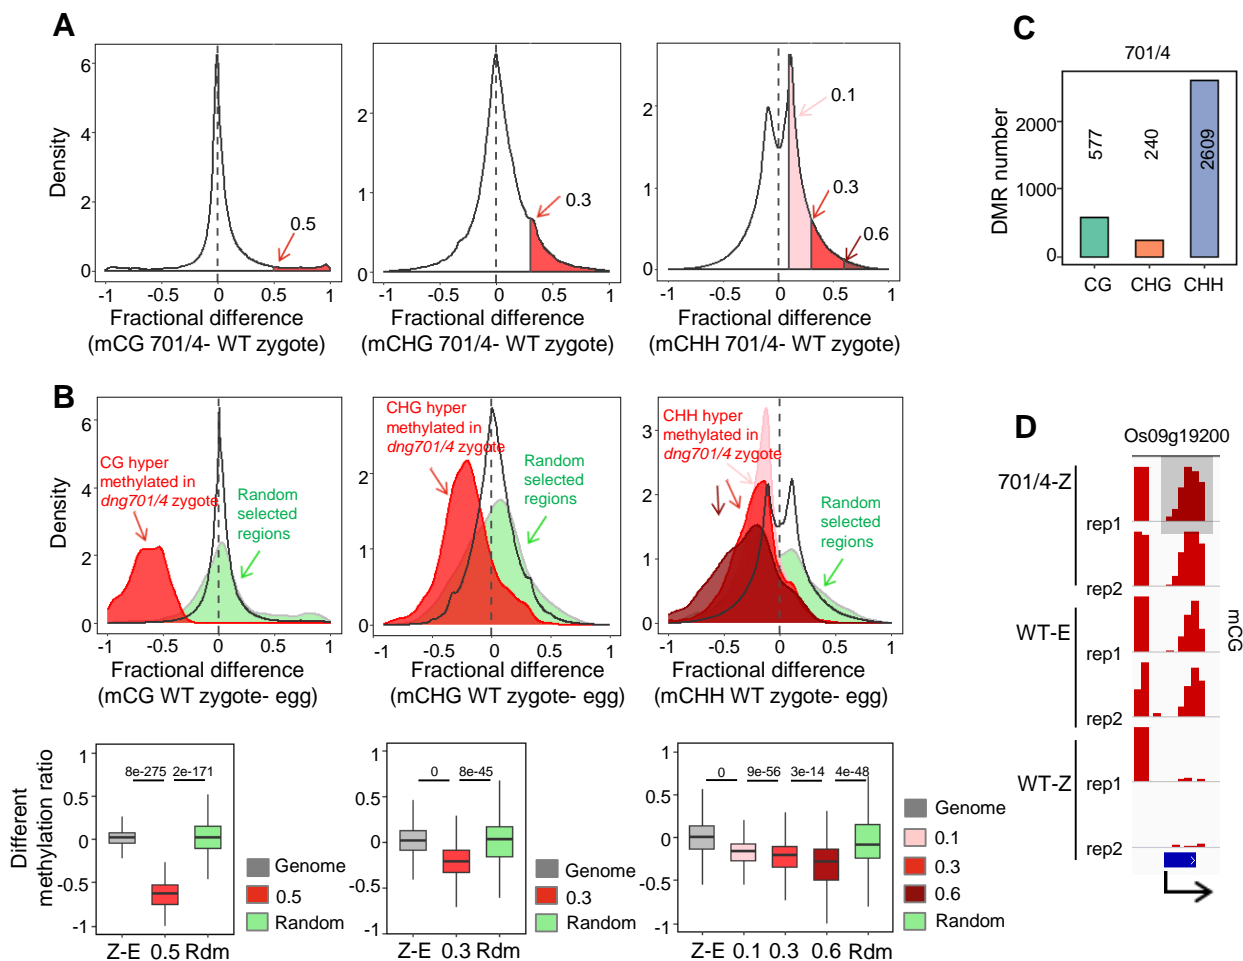 A
6
4
2
0
Density
0.5
-1
-0.5
0
0.5
1
Fractional difference
(mCG 701/4- WT zygote)
2
1
0
0.3
-1
-0.5
0
0.5
1
Fractional difference
(mCHG 701/4- WT zygote)
2
1
0
0.1
0.3
0.6
-1
-0.5
0
0.5
1
Fractional difference
(mCHH 701/4- WT zygote)
C
701/4
DMR number
2000
1000
0
577
240
2609
CG
CHG
CHH
B
6
4
2
0
Density
CG hyper
methylated in
dng701/4 zygote
Random
selected
regions
-1
-0.5
0
0.5
1
Fractional difference
(mCG WT zygote- egg)
2
1
0
CHG hyper
methylated in
dng701/4 zygote
Random
selected
regions
-1
-0.5
0
0.5
1
Fractional difference
(mCHG WT zygote- egg)
3
2
1
0
CHH hyper
methylated in
dng701/4 zygote
Random
selected
regions
-1
-0.5
0
0.5
1
Fractional difference
(mCHH WT zygote- egg)
Different
methylation ratio
1
0.5
0
-0.5
-1
8e-275
2e-171
Z-E 0.5 Rdm
Genome
0.5
Random
1
0.5
0
-0.5
-1
0
8e-45
Z-E 0.3 Rdm
Genome
0.3
Random
1
0.5
0
-0.5
-1
0
9e-56
3e-14
4e-48
Z-E 0.1 0.3 0.6 Rdm
Genome
0.1
0.3
0.6
Random
D
Os09g19200
701/4-Z
rep1
rep2
WT-E
rep1
rep2
WT-Z
rep1
rep2
mCG